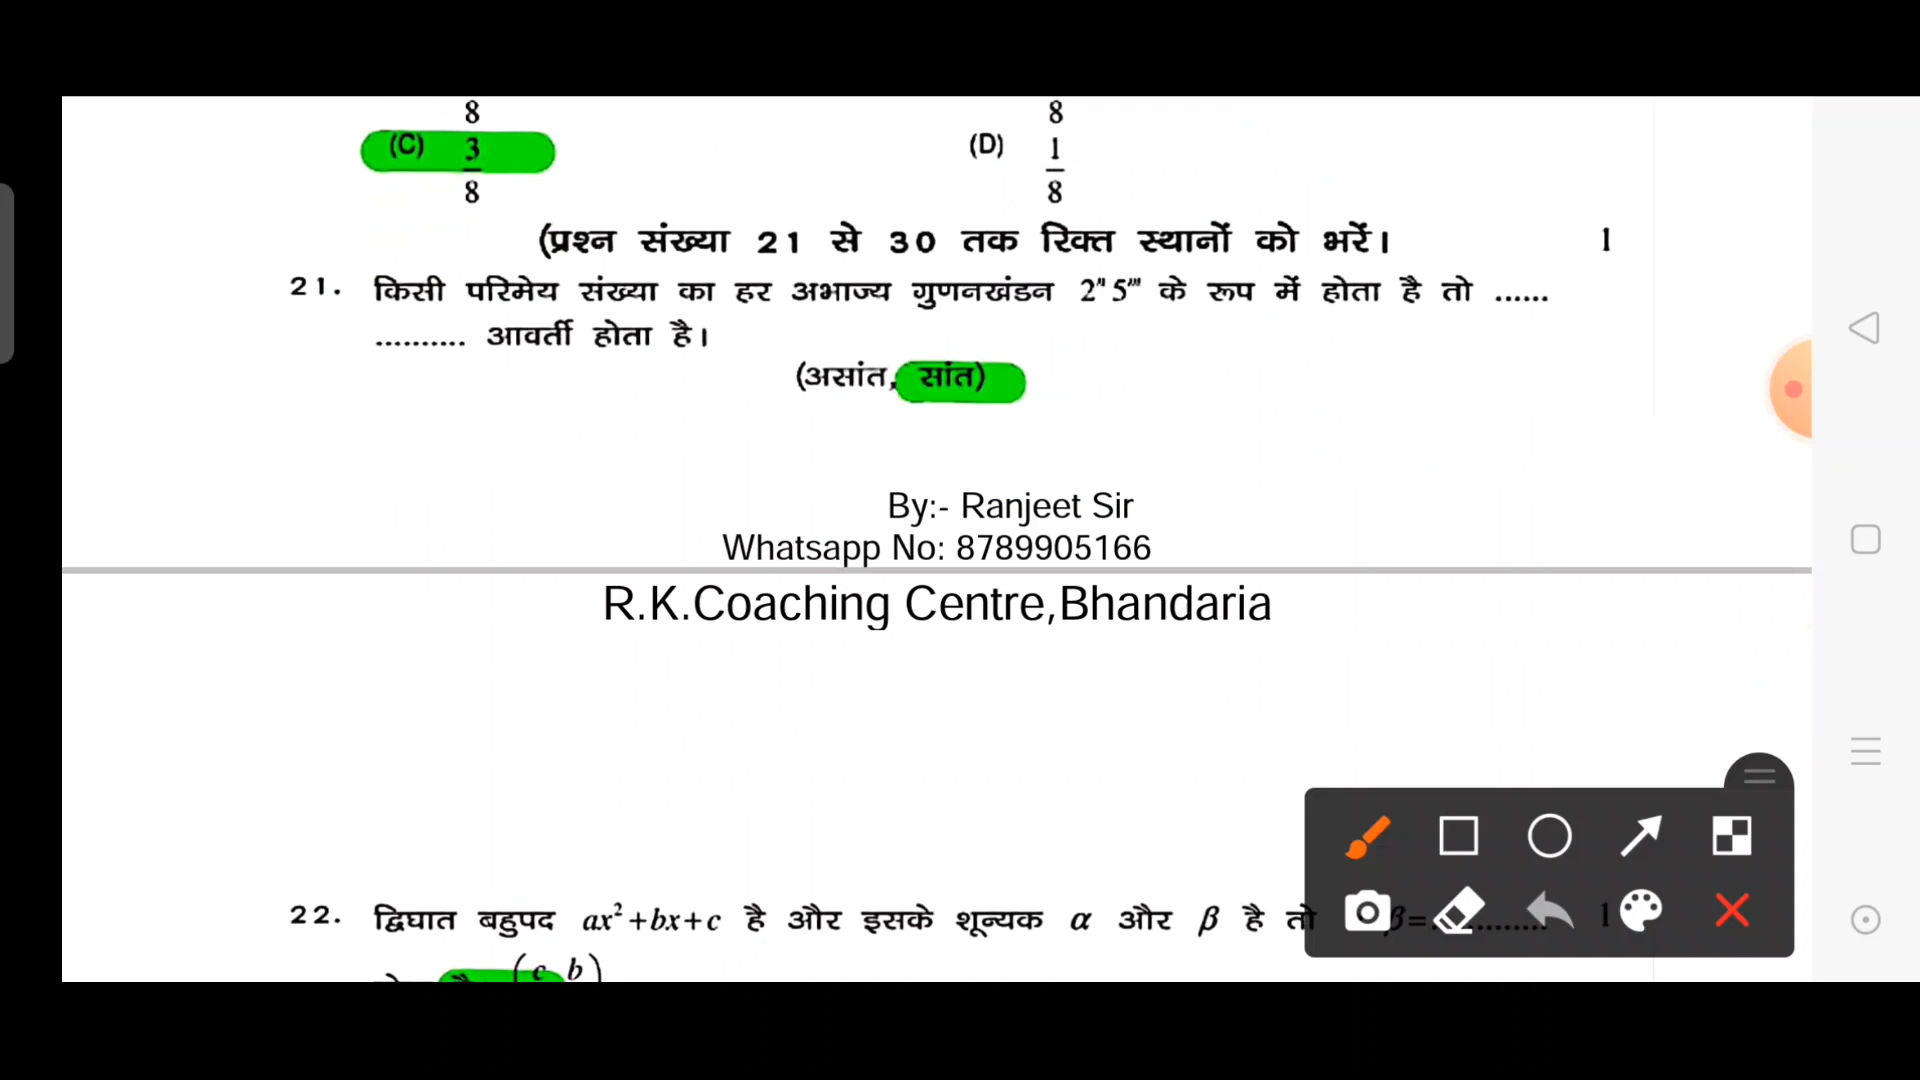 8 8
(C) 3 (D) 1
8 8
(प्रश्न संख्या 21 से 30 तक रिक्त स्थानों को भरें। 1
21. किसी परिमेय संख्या का हर अभाज्य गुणनखंडन 2ⁿ5ᵐ के रूप में होता है तो ......
.......... आवर्ती होता है।
(असांत, सांत)
By:- Ranjeet Sir
Whatsapp No: 8789905166
R.K.Coaching Centre,Bhandaria
22. द्विघात बहुपद ax²+bx+c है और इसके शून्यक α और β है तो β=........... 1
(c b)